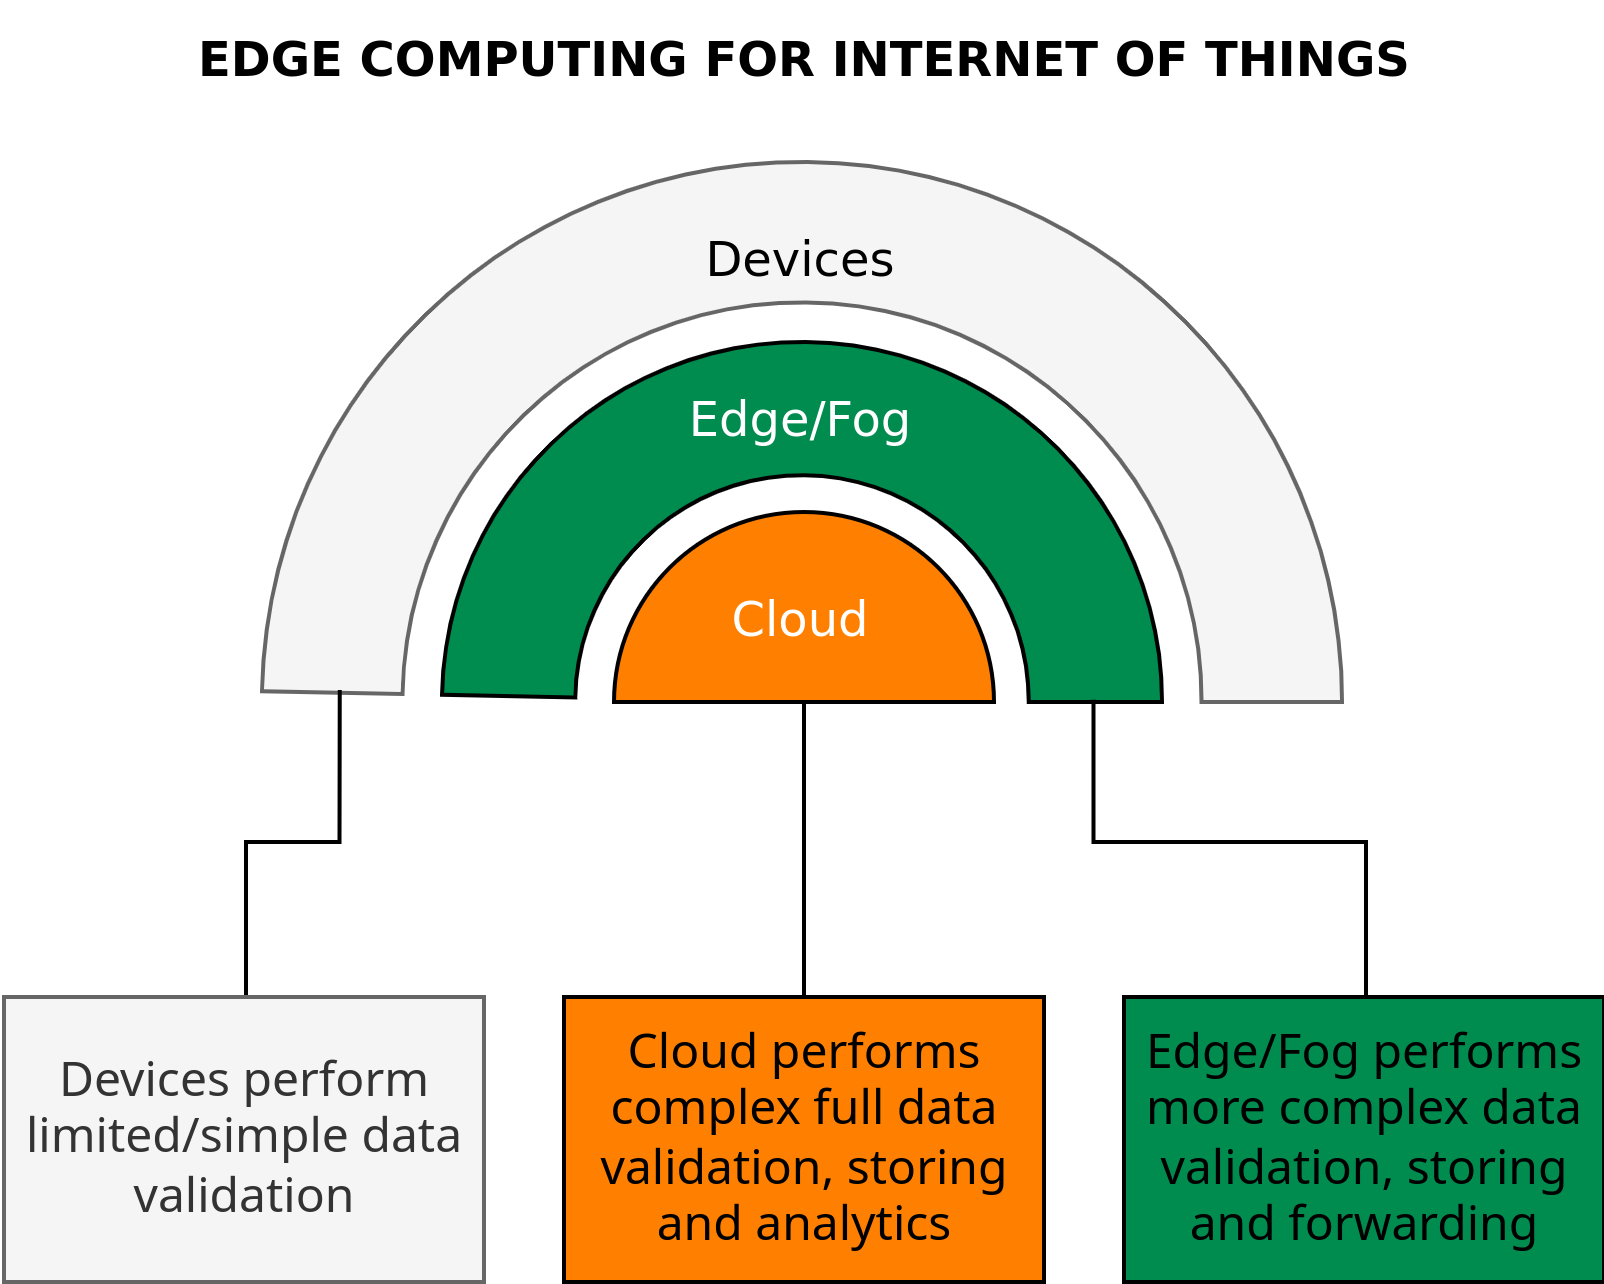 EDGE COMPUTING FOR INTERNET OF THINGS
Devices
Edge/Fog
Cloud
Devices perform
limited/simple data
validation
Cloud performs
complex full data
validation, storing
and analytics
Edge/Fog performs
more complex data
validation, storing
and forwarding